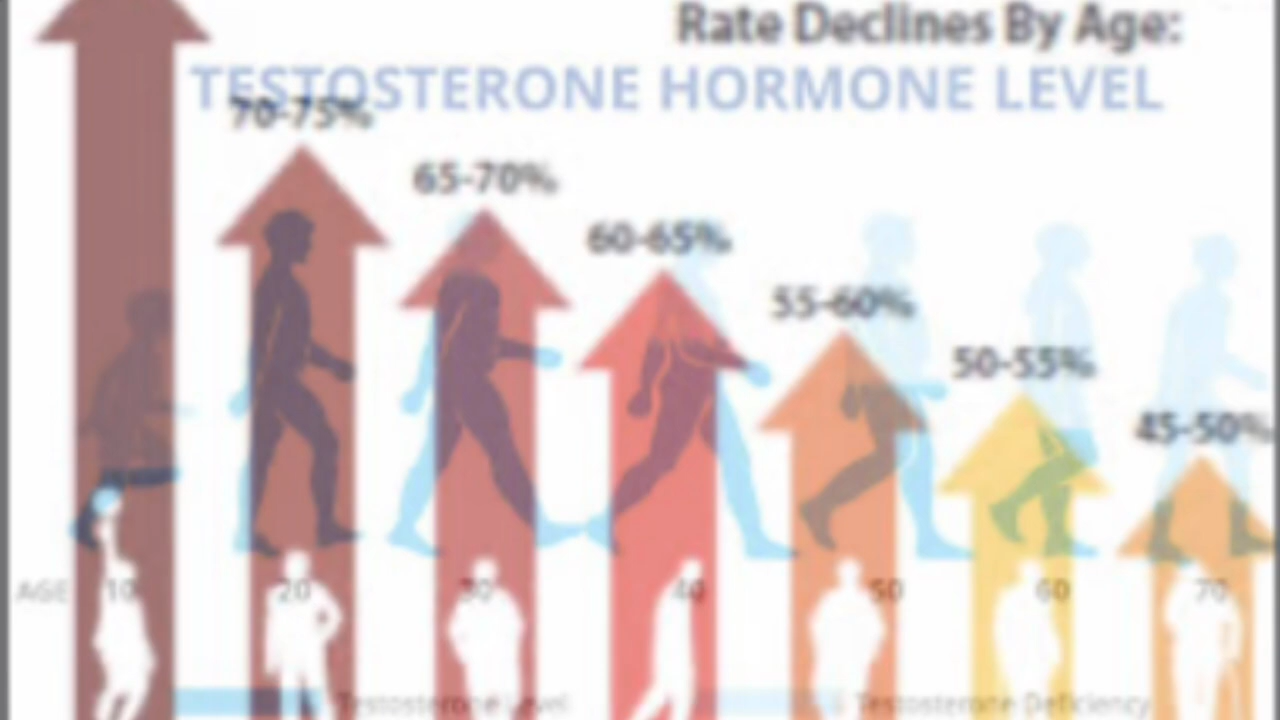 Rate Declines By Age:
TESTOSTERONE HORMONE LEVEL
70-75%
65-70%
60-65%
55-60%
50-55%
45-50%
AGE 10 20 30 40 50 60 70
Testosterone Level Testosterone Deficiency